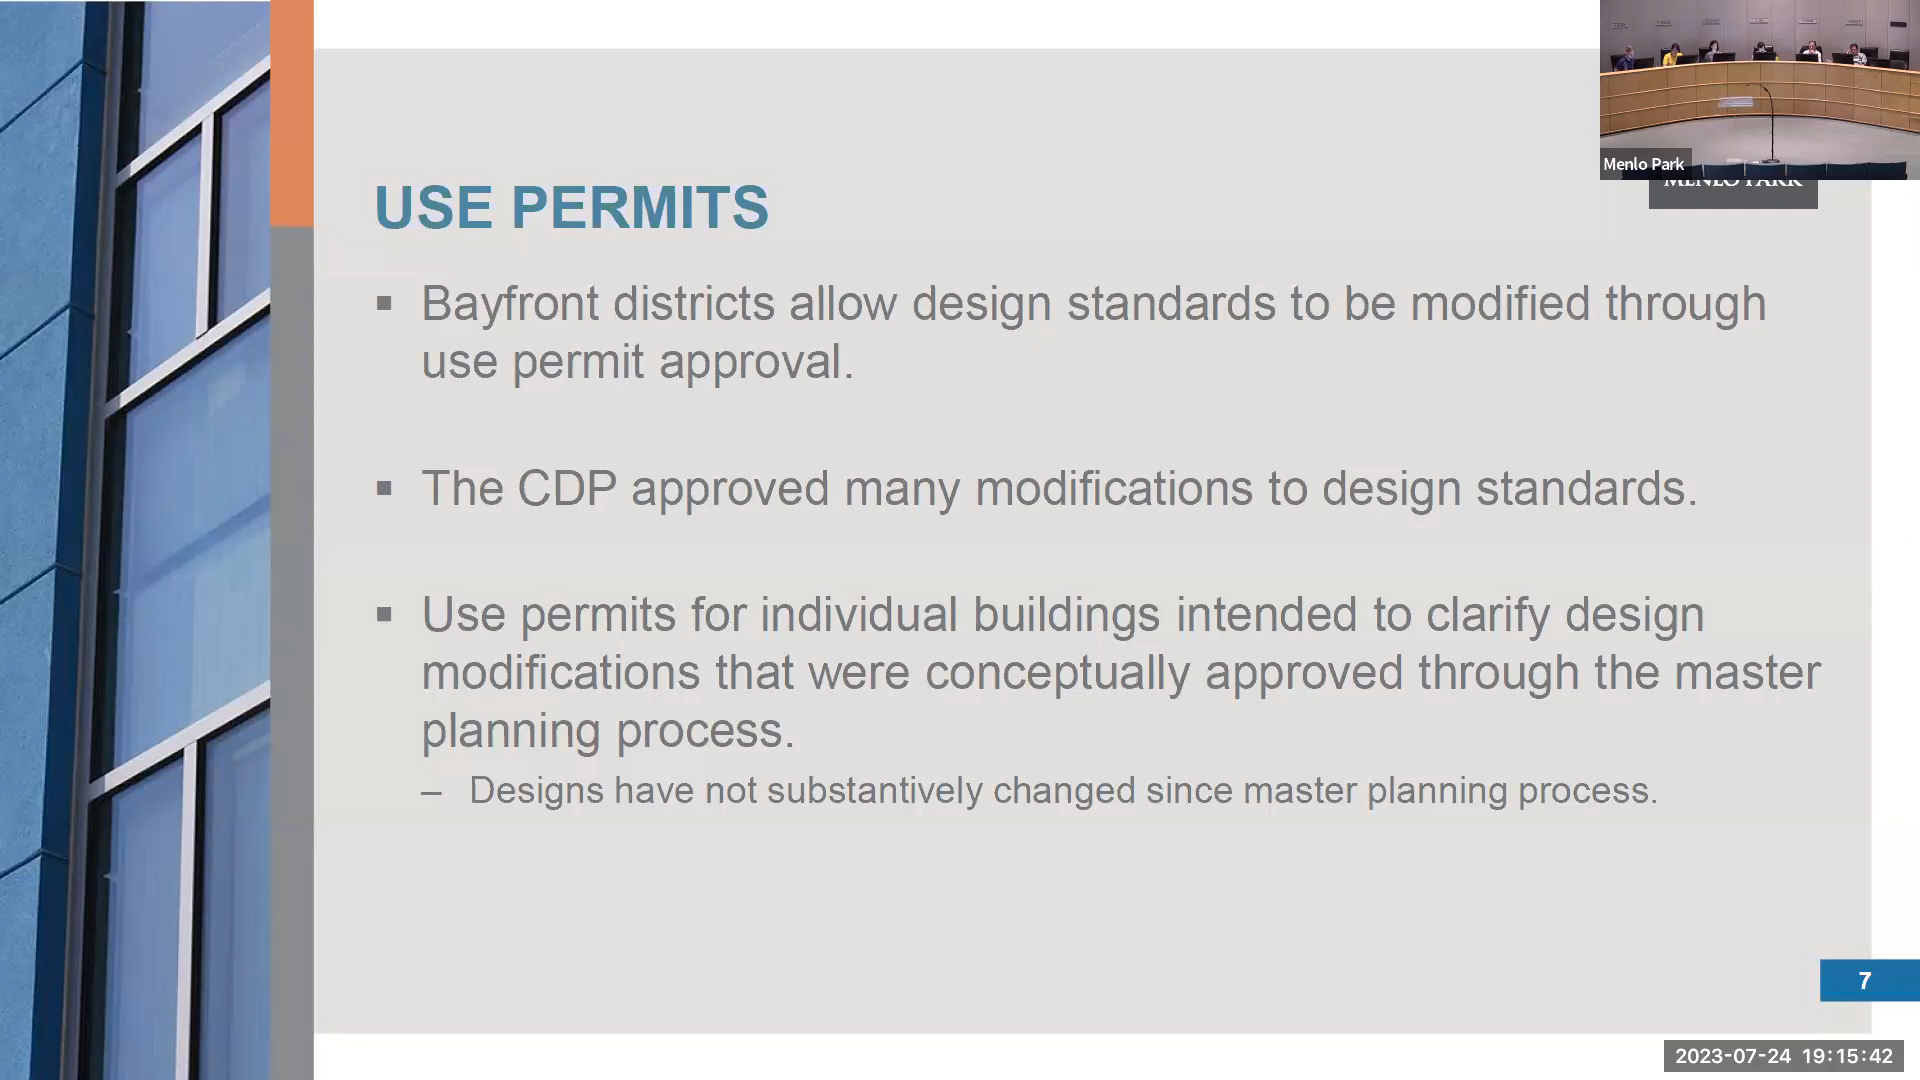 Menlo Park
MENLO PARK
USE PERMITS
▪ Bayfront districts allow design standards to be modified through
use permit approval.
▪ The CDP approved many modifications to design standards.
▪ Use permits for individual buildings intended to clarify design
modifications that were conceptually approved through the master
planning process.
– Designs have not substantively changed since master planning process.
7
2023-07-24 19:15:42